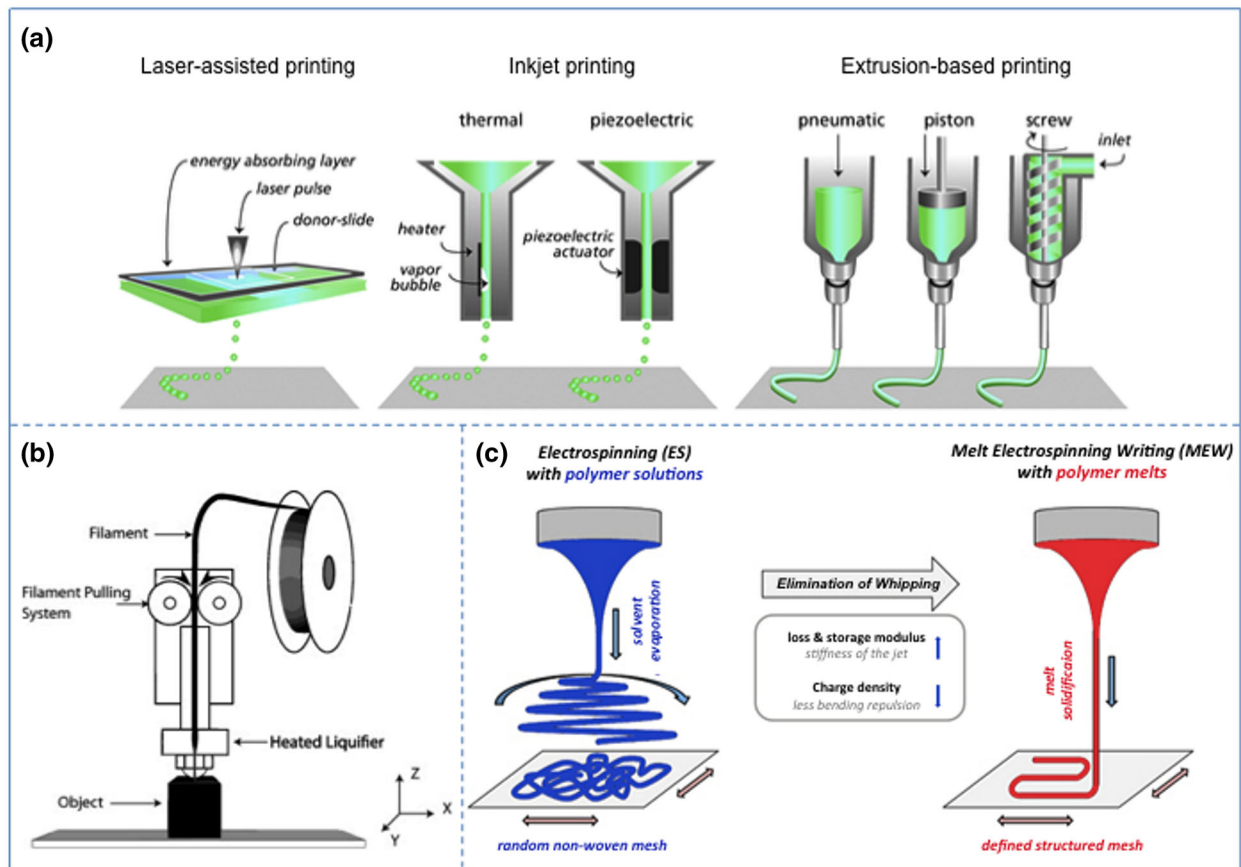 (a)
Laser-assisted printing
Inkjet printing
Extrusion-based printing
energy absorbing layer
laser pulse
donor-slide
thermal
piezoelectric
heater
vapor
bubble
piezoelectric
actuator
pneumatic
piston
screw
inlet
(b)
Filament
Filament Pulling
System
Heated Liquifier
Object
Z
X
Y
(c)
Electrospinning (ES)
with polymer solutions
solvent
evaporation
random non-woven mesh
Elimination of Whipping
loss & storage modulus
stiffness of the jet
Charge density
less bending repulsion
Melt Electrospinning Writing (MEW)
with polymer melts
melt
solidificaion
defined structured mesh